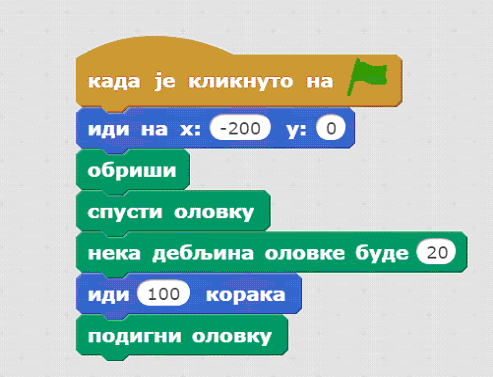 када је кликнуто на
иди на x: -200 y: 0
обриши
спусти оловку
нека дебљина оловке буде 20
иди 100 корака
подигни оловку